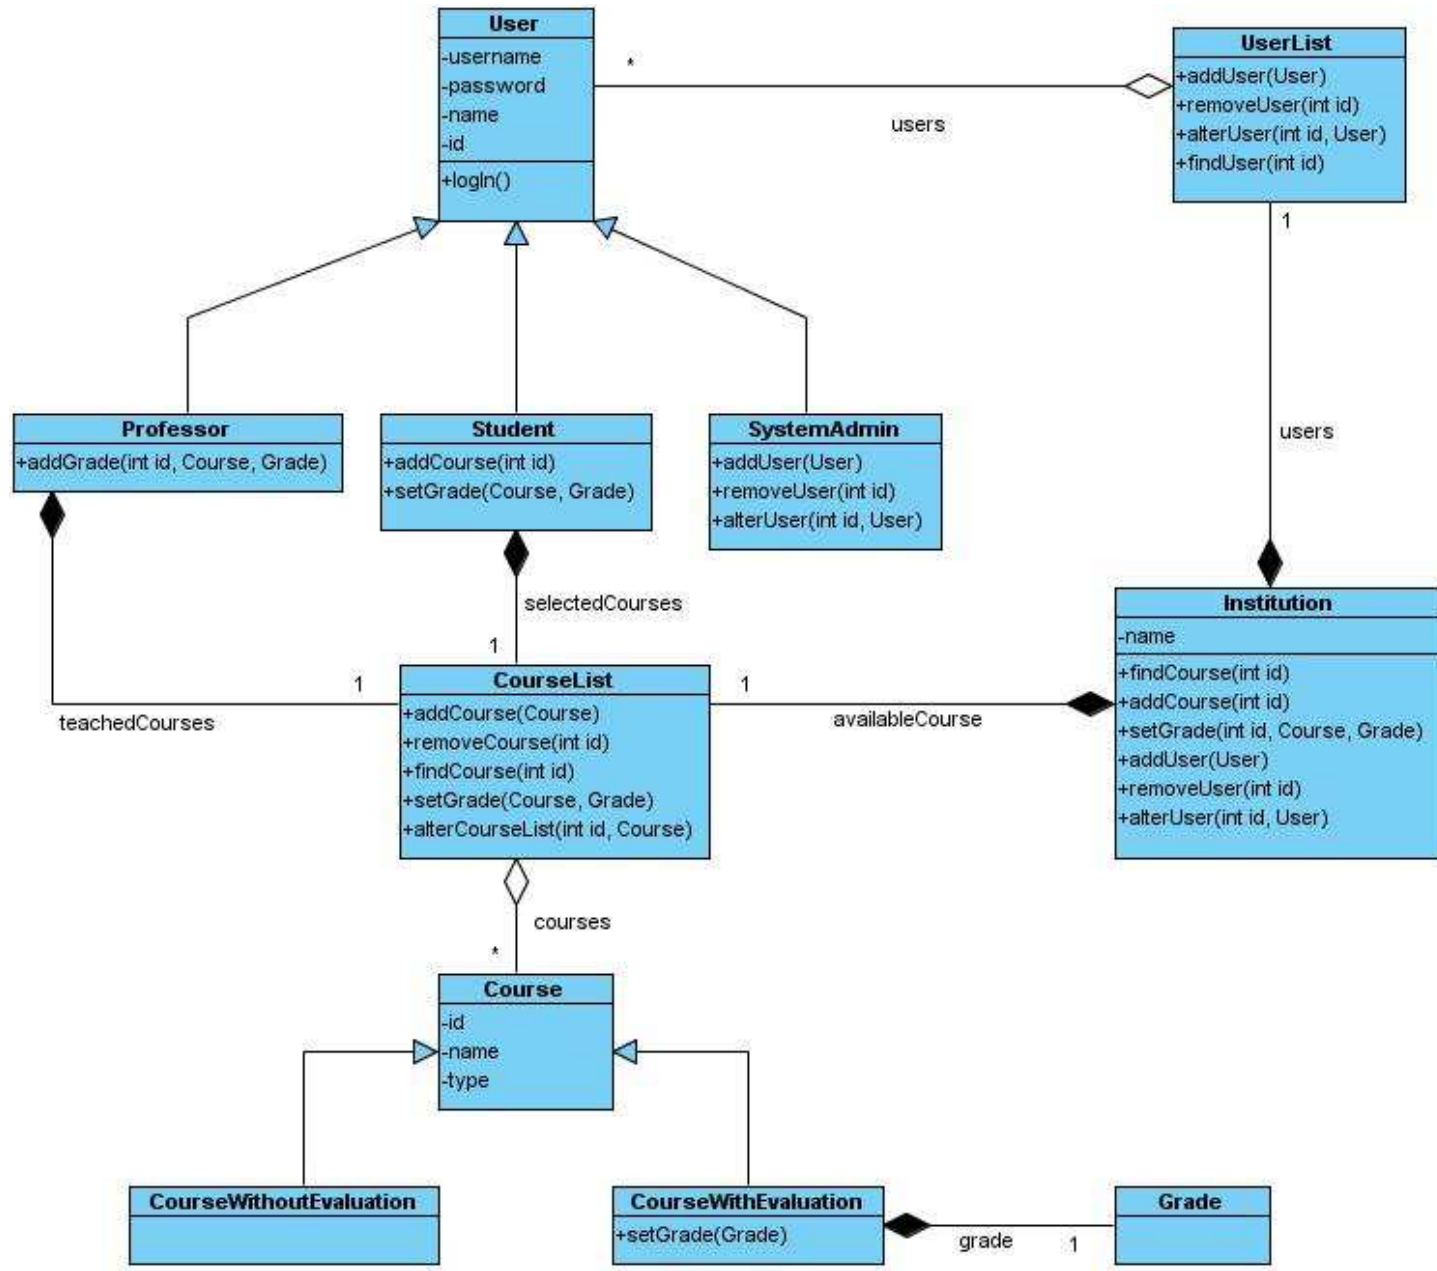 User
-username
-password
-name
-id
+logIn()
*
users
UserList
+addUser(User)
+removeUser(int id)
+alterUser(int id, User)
+findUser(int id)
1
users
Professor
+addGrade(int id, Course, Grade)
Student
+addCourse(int id)
+setGrade(Course, Grade)
SystemAdmin
+addUser(User)
+removeUser(int id)
+alterUser(int id, User)
selectedCourses
1
teachedCourses
1
CourseList
+addCourse(Course)
+removeCourse(int id)
+findCourse(int id)
+setGrade(Course, Grade)
+alterCourseList(int id, Course)
1
availableCourse
Institution
-name
+findCourse(int id)
+addCourse(int id)
+setGrade(int id, Course, Grade)
+addUser(User)
+removeUser(int id)
+alterUser(int id, User)
courses
*
Course
-id
-name
-type
CourseWithoutEvaluation
CourseWithEvaluation
+setGrade(Grade)
grade
1
Grade